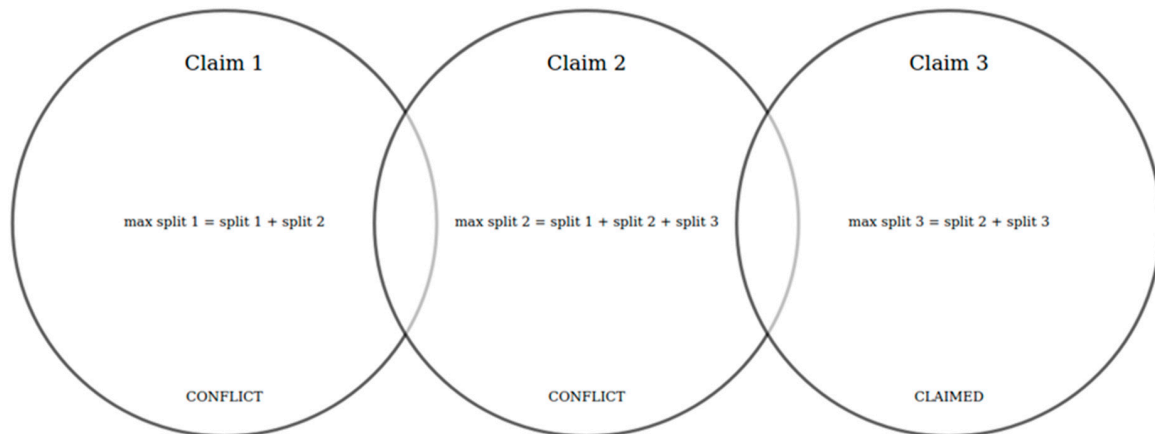 Claim 1
Claim 2
Claim 3
max split 1 = split 1 + split 2
max split 2 = split 1 + split 2 + split 3
max split 3 = split 2 + split 3
CONFLICT
CONFLICT
CLAIMED